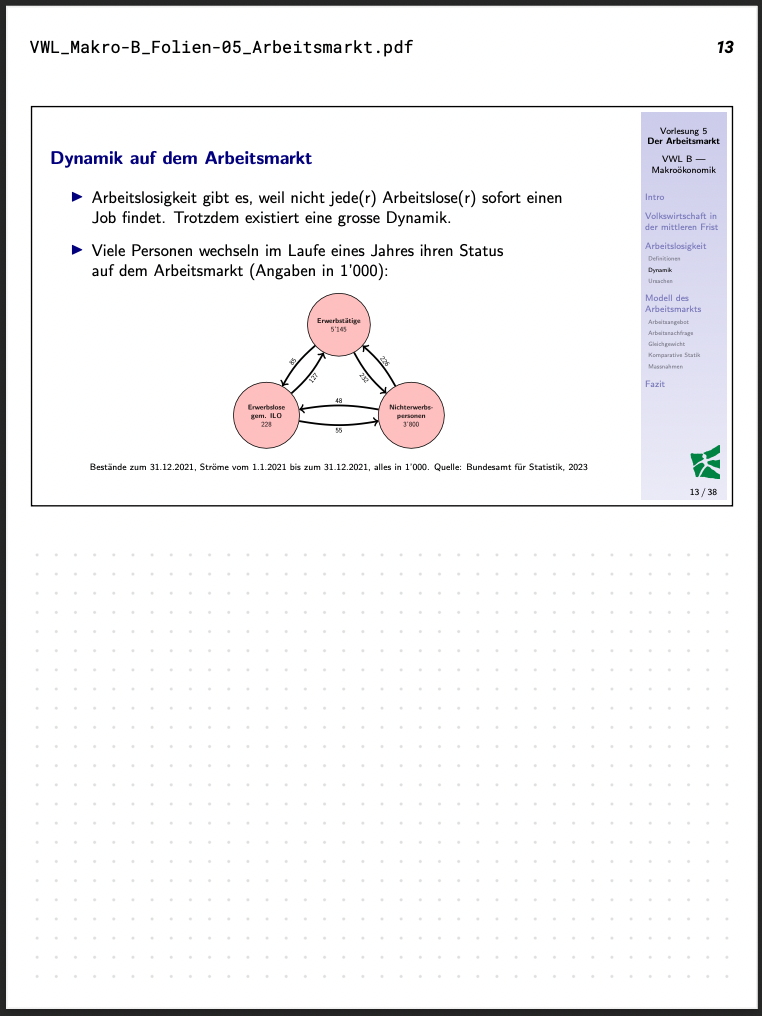 VWL_Makro-B_Folien-05_Arbeitsmarkt.pdf
13
Dynamik auf dem Arbeitsmarkt
Arbeitslosigkeit gibt es, weil nicht jede(r) Arbeitslose(r) sofort einen
Job findet. Trotzdem existiert eine grosse Dynamik.
Viele Personen wechseln im Laufe eines Jahres ihren Status
auf dem Arbeitsmarkt (Angaben in 1'000):
Erwerbstätige
5'145
85
127
232
226
Erwerbslose
gem. ILO
228
48
55
Nichterwerbs-
personen
3'800
Bestände zum 31.12.2021, Ströme vom 1.1.2021 bis zum 31.12.2021, alles in 1'000. Quelle: Bundesamt für Statistik, 2023
Vorlesung 5
Der Arbeitsmarkt
VWL B —
Makroökonomik
Intro
Volkswirtschaft in
der mittleren Frist
Arbeitslosigkeit
Definitionen
Dynamik
Ursachen
Modell des
Arbeitsmarkts
Arbeitsangebot
Arbeitsnachfrage
Gleichgewicht
Komparative Statik
Massnahmen
Fazit
13 / 38